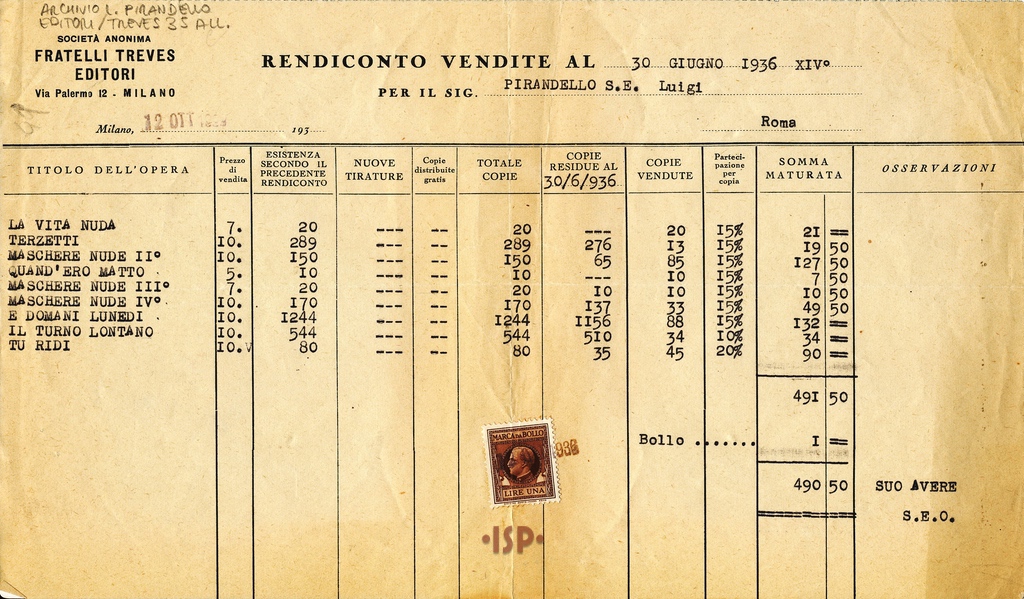 ARCHIVIO L. PIRANDELLO
EDITORI/TREVES 35 ALL.
SOCIETÀ ANONIMA
FRATELLI TREVES
EDITORI
Via Palermo 12 - MILANO
RENDICONTO VENDITE AL 30 GIUGNO 1936 XIVº
PER IL SIG. PIRANDELLO S.E. Luigi
Milano, 12 OTT 193
Roma
TITOLO DELL'OPERA Prezzo di vendita ESISTENZA SECONDO IL PRECEDENTE RENDICONTO NUOVE TIRATURE Copie distribuite gratis TOTALE COPIE COPIE RESIDUE AL 30/6/936 COPIE VENDUTE Parteci-pazione per copia SOMMA MATURATA OSSERVAZIONI
LA VITA NUDA 7. 20 --- -- 20 --- 20 15% 21 =
TERZETTI 10. 289 --- -- 289 276 13 15% 19 50
MASCHERE NUDE IIº 10. 150 --- -- 150 65 85 15% 127 50
QUAND'ERO MATTO . 5. 10 --- -- 10 --- 10 15% 7 50
MASCHERE NUDE IIIº 7. 20 --- -- 20 10 10 15% 10 50
MASCHERE NUDE IVº . 10. 170 --- -- 170 137 33 15% 49 50
E DOMANI LUNEDI . 10. 1244 --- -- 1244 1156 88 15% 132 =
IL TURNO LONTANO 10. 544 --- -- 544 510 34 10% 34 =
TU RIDI 10. 80 --- -- 80 35 45 20% 90 =
491 50
Bollo ....... 1 =
490 50 SUO AVERE
S.E.O.
MARCA DA BOLLO
LIRE UNA
936
·ISP·